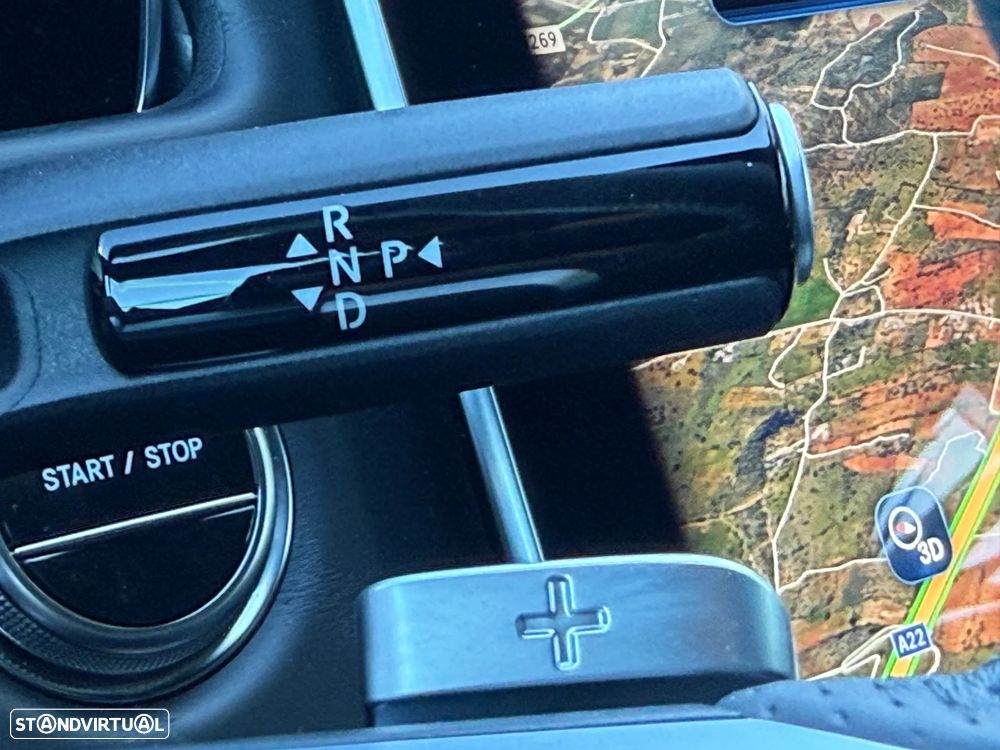 269
R
N P
D
START / STOP
+
3D
A22
STANDVIRTUAL